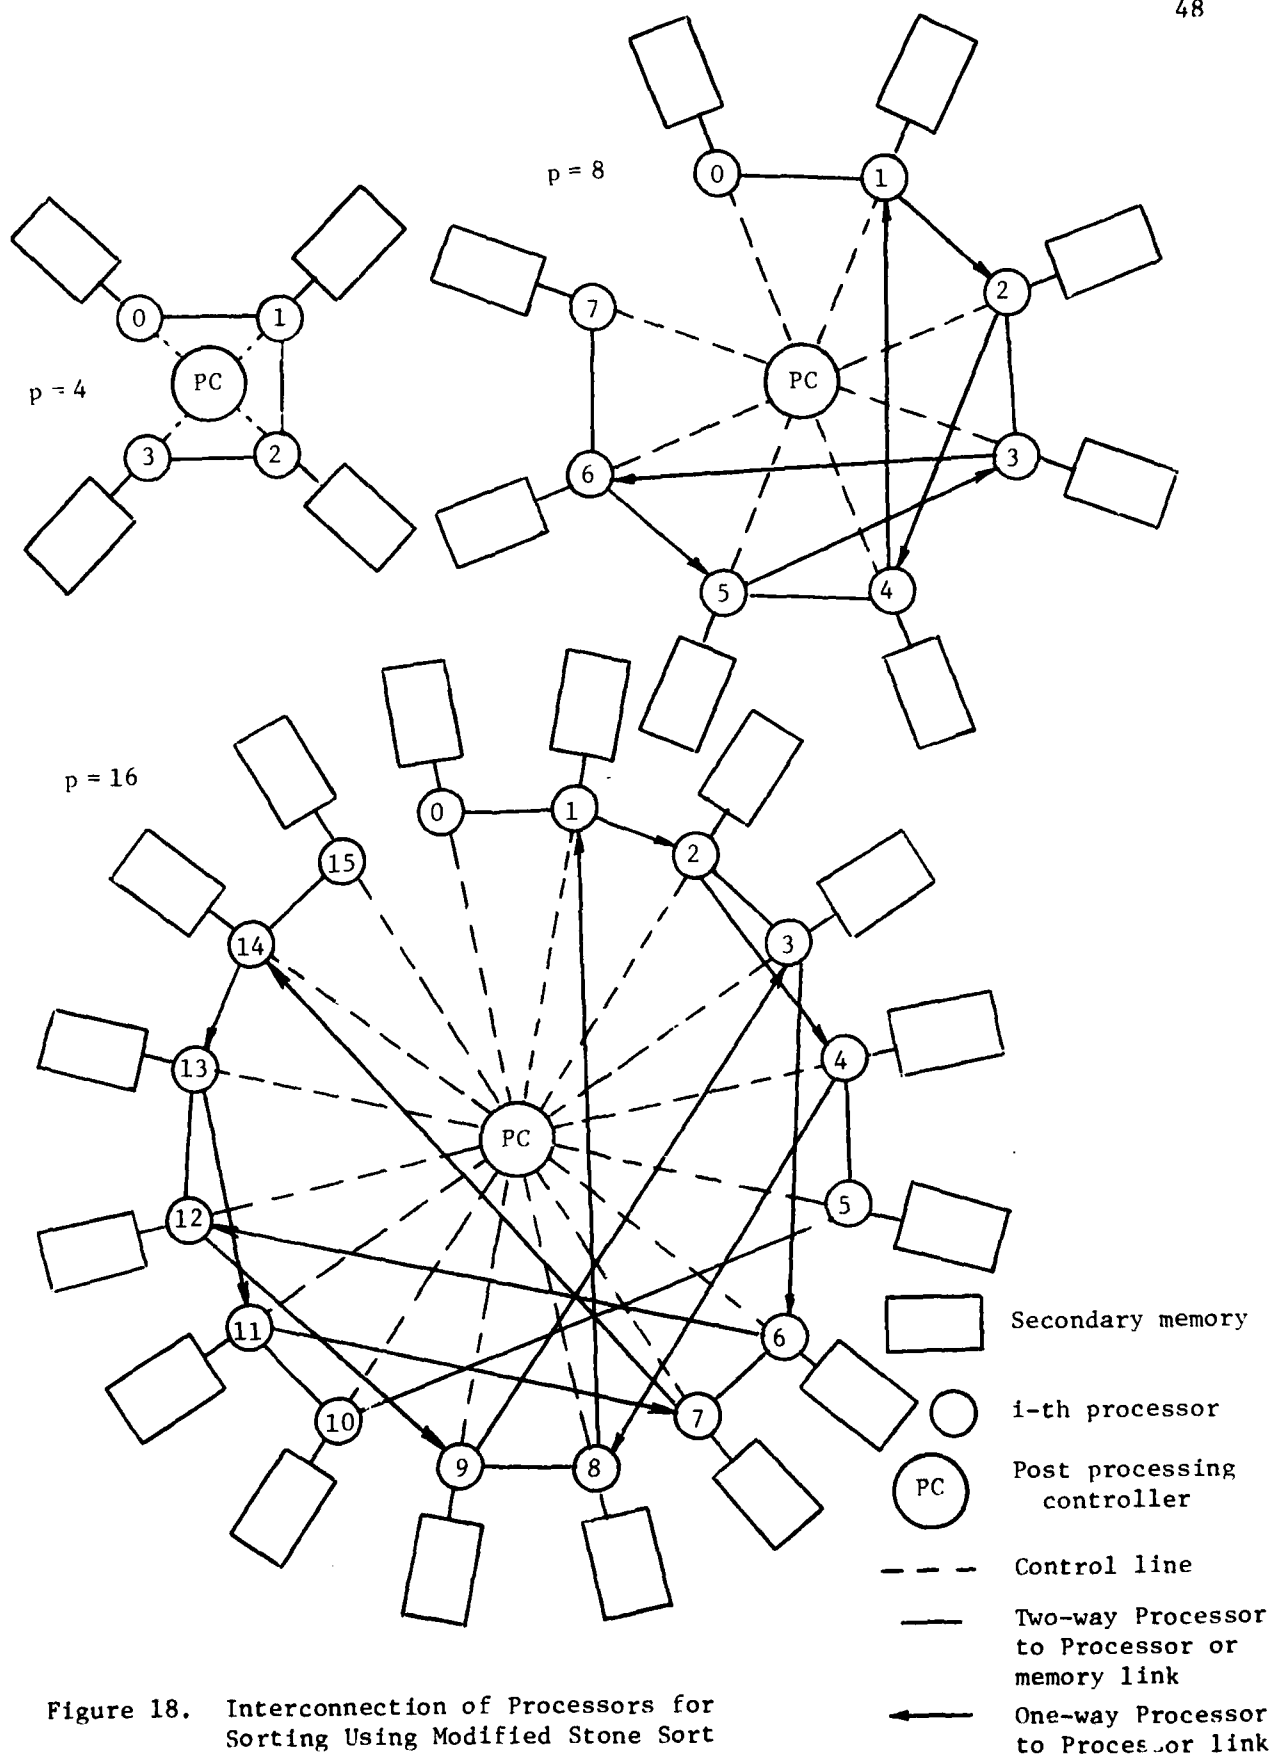 48
p = 8
0
1
2
3
4
5
6
7
PC
p = 4
0
1
2
3
PC
p = 16
0
1
2
3
4
5
6
7
8
9
10
11
12
13
14
15
PC
Secondary memory
i-th processor
PC
Post processing
controller
Control line
Two-way Processor
to Processor or
memory link
One-way Processor
to Processor link
Figure 18. Interconnection of Processors for
Sorting Using Modified Stone Sort